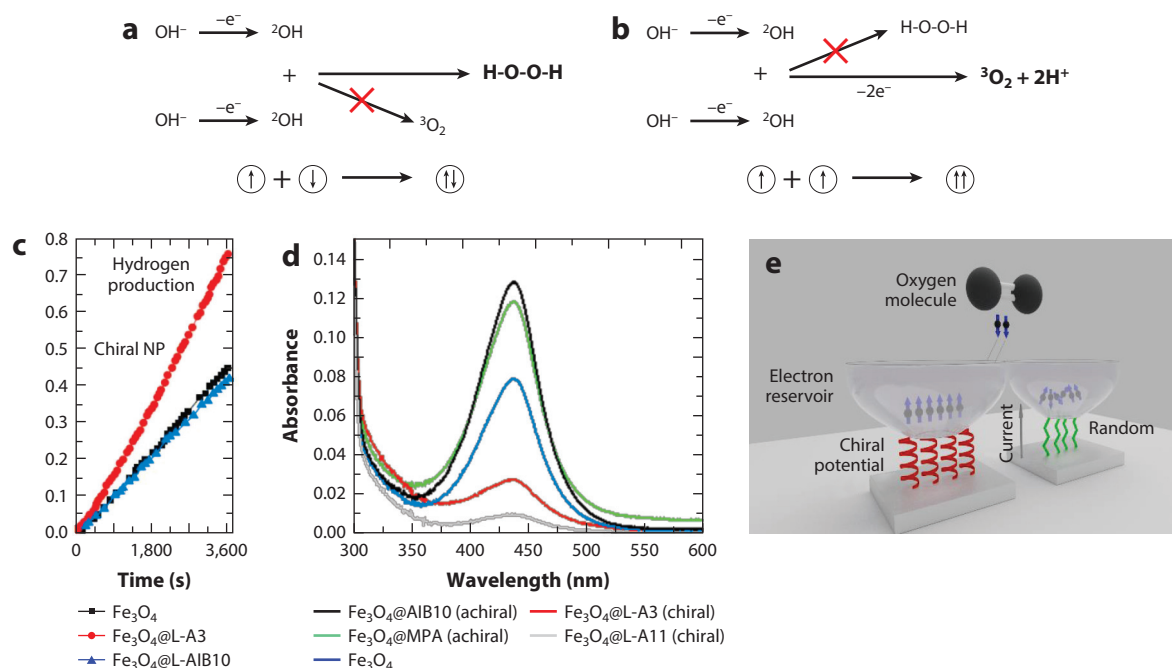 a
OH⁻ −e⁻ ²OH
+ H-O-O-H
³O₂
OH⁻ −e⁻ ²OH
↑ + ↓ ↑↓
b
OH⁻ −e⁻ ²OH
H-O-O-H
+ ³O₂ + 2H⁺
−2e⁻
OH⁻ −e⁻ ²OH
↑ + ↑ ↑↑
c
0.8
0.7
0.6
0.5
0.4
0.3
0.2
0.1
0.0
Hydrogen
production
Chiral NP
0 1,800 3,600
Time (s)
Fe₃O₄
Fe₃O₄@L-A3
Fe₃O₄@L-AIB10
d
Absorbance
0.14
0.12
0.10
0.08
0.06
0.04
0.02
0.00
300 350 400 450 500 550 600
Wavelength (nm)
Fe₃O₄@AIB10 (achiral)
Fe₃O₄@MPA (achiral)
Fe₃O₄
Fe₃O₄@L-A3 (chiral)
Fe₃O₄@L-A11 (chiral)
e
Oxygen
molecule
Electron
reservoir
Chiral
potential
Current
Random